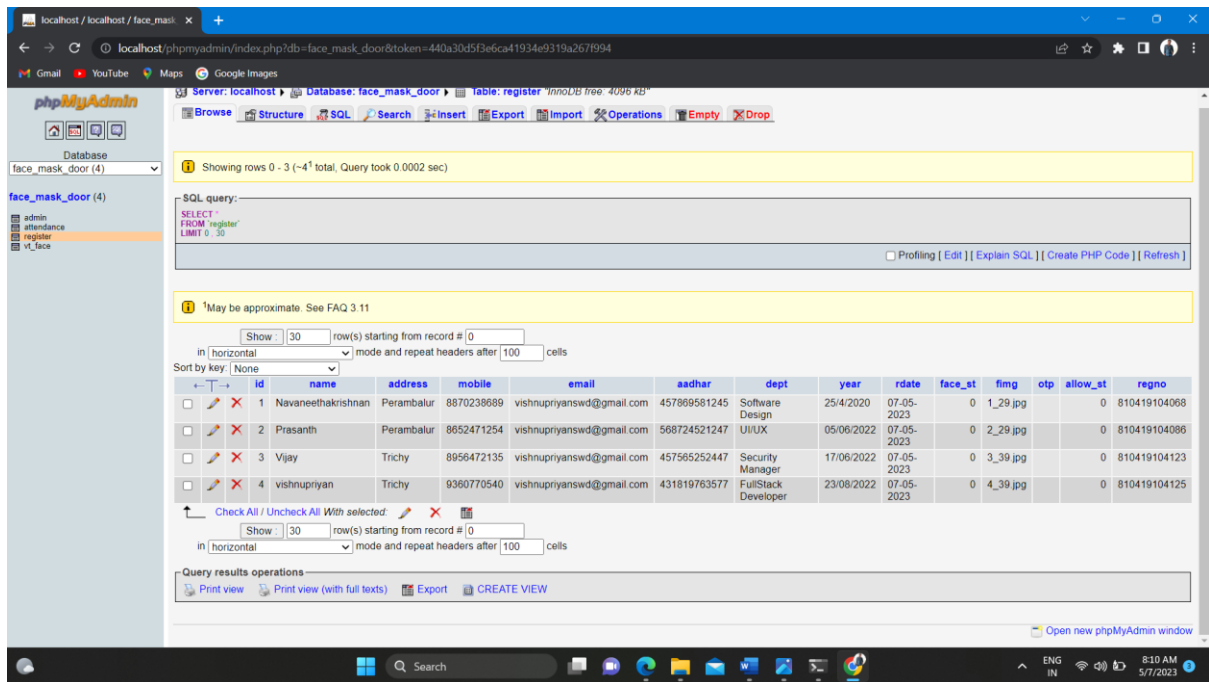 localhost / localhost / face_mask
localhost/phpmyadmin/index.php?db=face_mask_door&token=440a30d5f3e6ca41934e9319a267f994
Gmail YouTube Maps Google Images
phpMyAdmin
Database
face_mask_door (4)
face_mask_door (4)
admin
attendance
register
vt_face
Server: localhost Database: face_mask_door Table: register "InnoDB free: 4096 kB"
Browse Structure SQL Search Insert Export Import Operations Empty Drop
Showing rows 0 - 3 (~4¹ total, Query took 0.0002 sec)
SQL query:
SELECT *
FROM `register`
LIMIT 0 , 30
Profiling [ Edit ] [ Explain SQL ] [ Create PHP Code ] [ Refresh ]
¹May be approximate. See FAQ 3.11
Show : 30 row(s) starting from record # 0
in horizontal mode and repeat headers after 100 cells
Sort by key: None
←T→ id name address mobile email aadhar dept year rdate face_st fimg otp allow_st regno
1 Navaneethakrishnan Perambalur 8870238689 vishnupriyanswd@gmail.com 457869581245 Software Design 25/4/2020 07-05-2023 0 1_29.jpg 0 810419104068
2 Prasanth Perambalur 8652471254 vishnupriyanswd@gmail.com 568724521247 UI/UX 05/06/2022 07-05-2023 0 2_29.jpg 0 810419104086
3 Vijay Trichy 8956472135 vishnupriyanswd@gmail.com 457565252447 Security Manager 17/06/2022 07-05-2023 0 3_39.jpg 0 810419104123
4 vishnupriyan Trichy 9360770540 vishnupriyanswd@gmail.com 431819763577 FullStack Developer 23/08/2022 07-05-2023 0 4_39.jpg 0 810419104125
Check All / Uncheck All With selected:
Show : 30 row(s) starting from record # 0
in horizontal mode and repeat headers after 100 cells
Query results operations
Print view Print view (with full texts) Export CREATE VIEW
Open new phpMyAdmin window
Search
ENG
IN
8:10 AM
5/7/2023
3